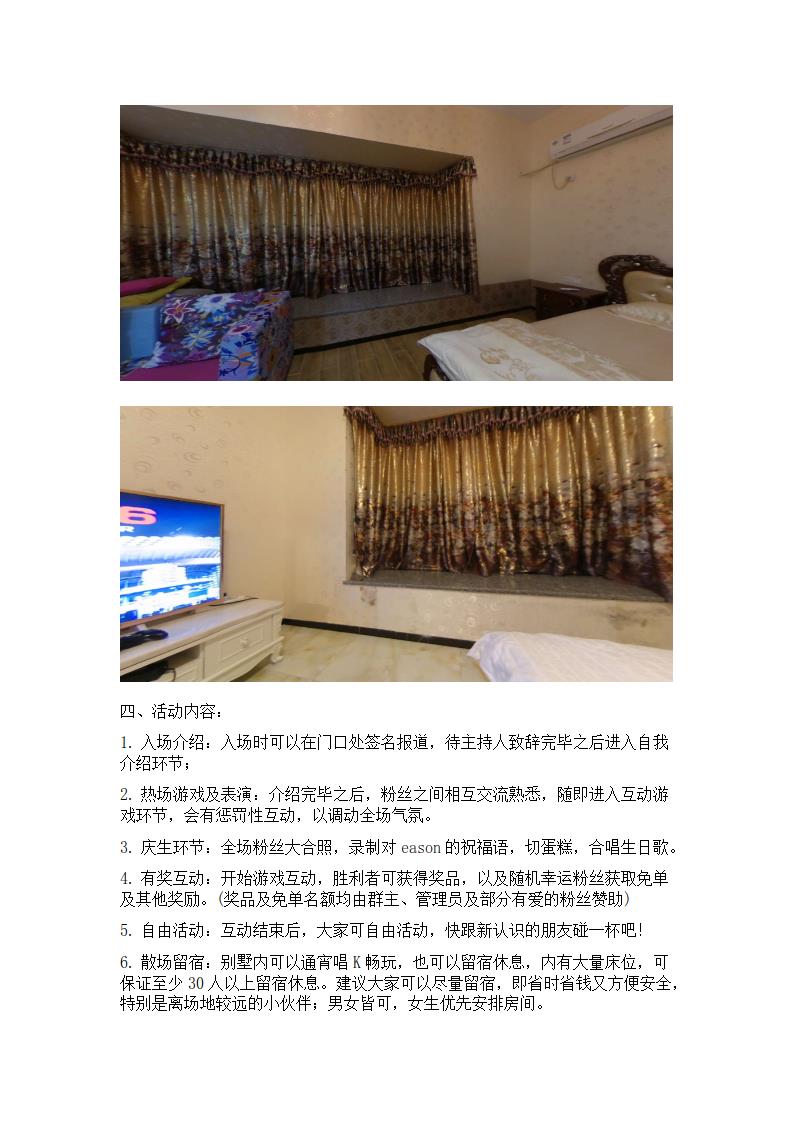 6
四、活动内容：
1. 入场介绍：入场时可以在门口处签名报道，待主持人致辞完毕之后进入自我
介绍环节；
2. 热场游戏及表演：介绍完毕之后，粉丝之间相互交流熟悉，随即进入互动游
戏环节，会有惩罚性互动，以调动全场气氛。
3. 庆生环节：全场粉丝大合照，录制对 eason 的祝福语，切蛋糕，合唱生日歌。
4. 有奖互动：开始游戏互动，胜利者可获得奖品，以及随机幸运粉丝获取免单
及其他奖励。(奖品及免单名额均由群主、管理员及部分有爱的粉丝赞助)
5. 自由活动：互动结束后，大家可自由活动，快跟新认识的朋友碰一杯吧!
6. 散场留宿：别墅内可以通宵唱 K 畅玩，也可以留宿休息，内有大量床位，可
保证至少 30 人以上留宿休息。建议大家可以尽量留宿，即省时省钱又方便安全，
特别是离场地较远的小伙伴；男女皆可，女生优先安排房间。